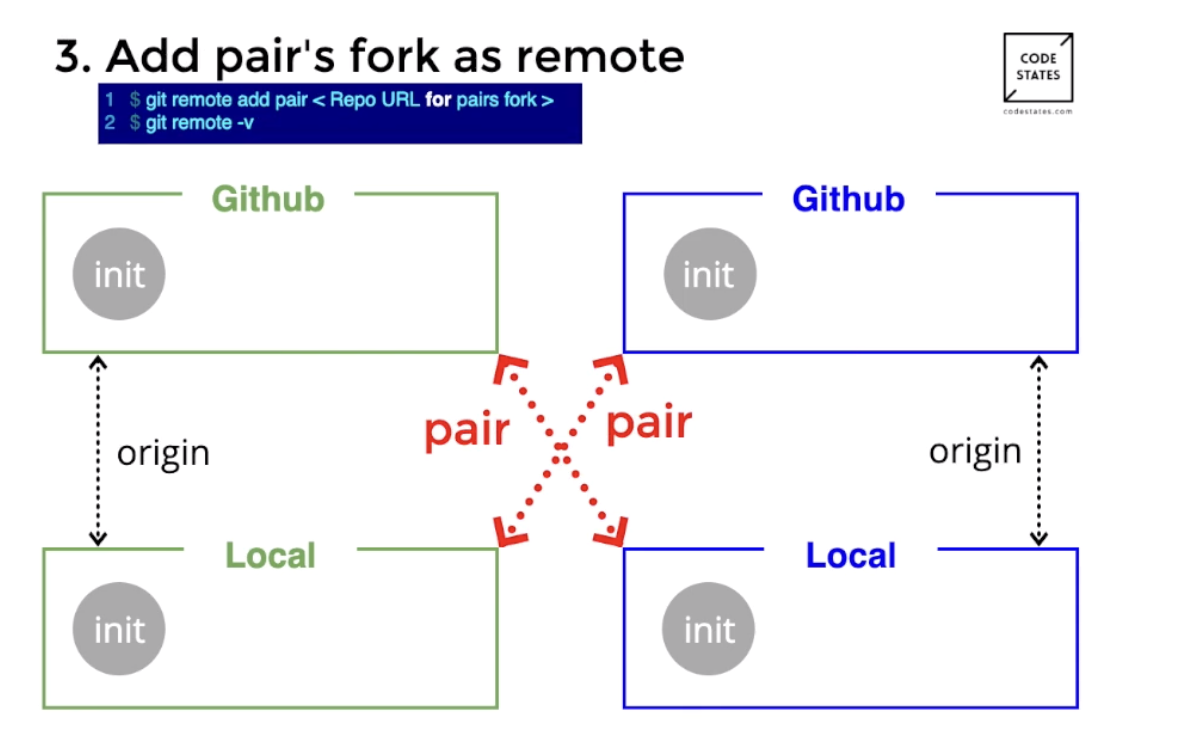 3. Add pair's fork as remote
CODE
STATES
codestates.com
1 $ git remote add pair < Repo URL for pairs fork >
2 $ git remote -v
Github
Github
init
init
pair
pair
origin
origin
Local
Local
init
init